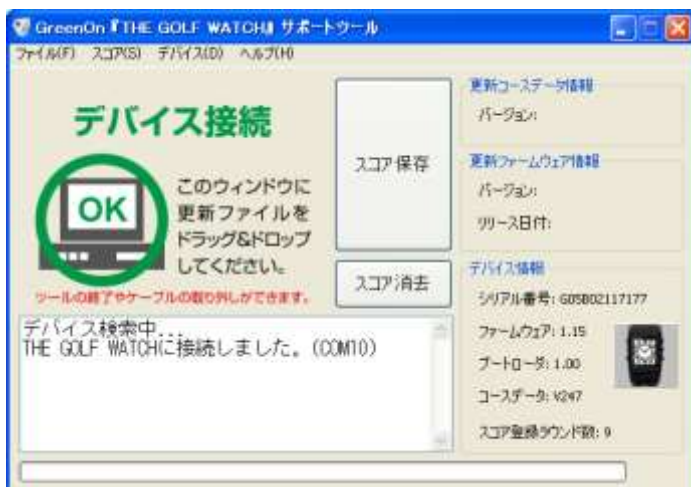 GreenOn『THE GOLF WATCH』サポートツール
ファイル(F) スコア(S) デバイス(D) ヘルプ(H)
デバイス接続
OK
このウィンドウに
更新ファイルを
ドラッグ&ドロップ
してください。
ツールの終了やケーブルの取り外しができます。
スコア保存
スコア消去
デバイス検索中...
THE GOLF WATCHに接続しました。(COM10)
更新コースデータ情報
バージョン:
更新ファームウェア情報
バージョン:
リリース日付:
デバイス情報
シリアル番号: G05B02117177
ファームウェア: 1.15
ブートローダ: 1.00
コースデータ: V247
スコア登録ラウンド数: 9